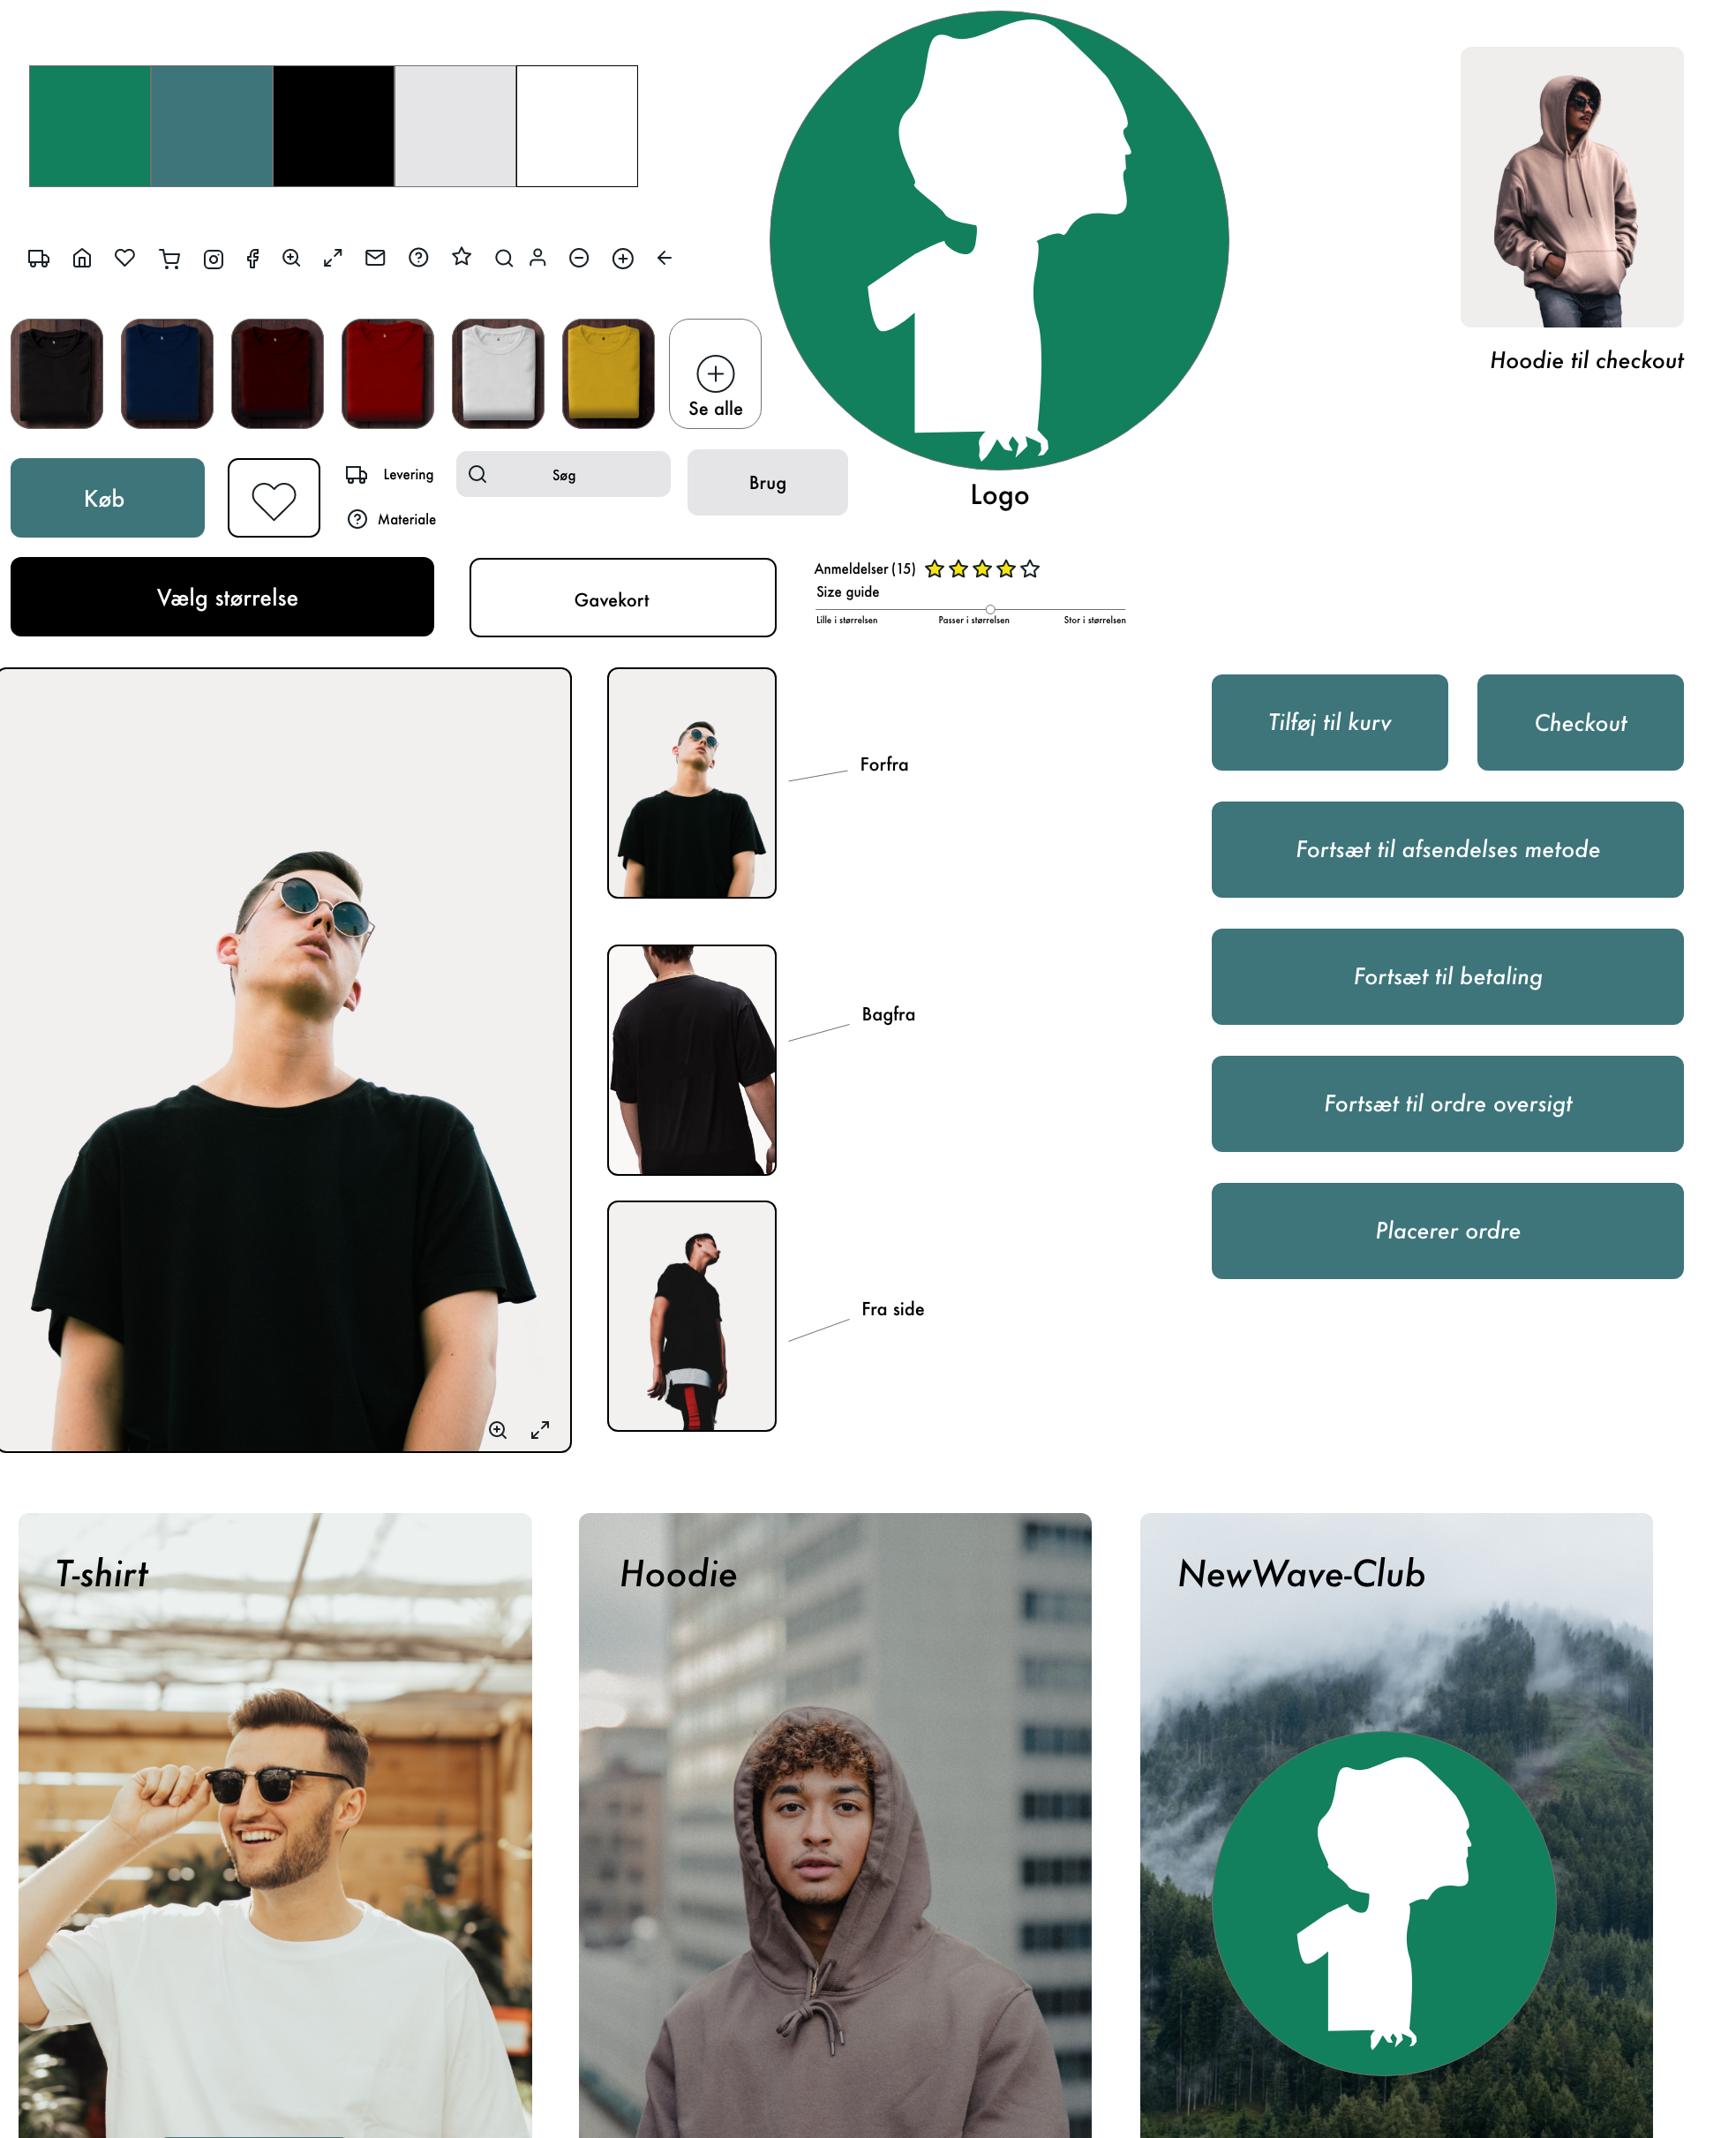 Hoodie til checkout
Se alle
Køb
Levering
Materiale
Søg
Brug
Logo
Vælg størrelse
Gavekort
Anmeldelser (15)
Size guide
Lille i størrelsen
Passer i størrelsen
Stor i størrelsen
Forfra
Bagfra
Fra side
Tilføj til kurv
Checkout
Fortsæt til afsendelses metode
Fortsæt til betaling
Fortsæt til ordre oversigt
Placerer ordre
T-shirt
Hoodie
NewWave-Club